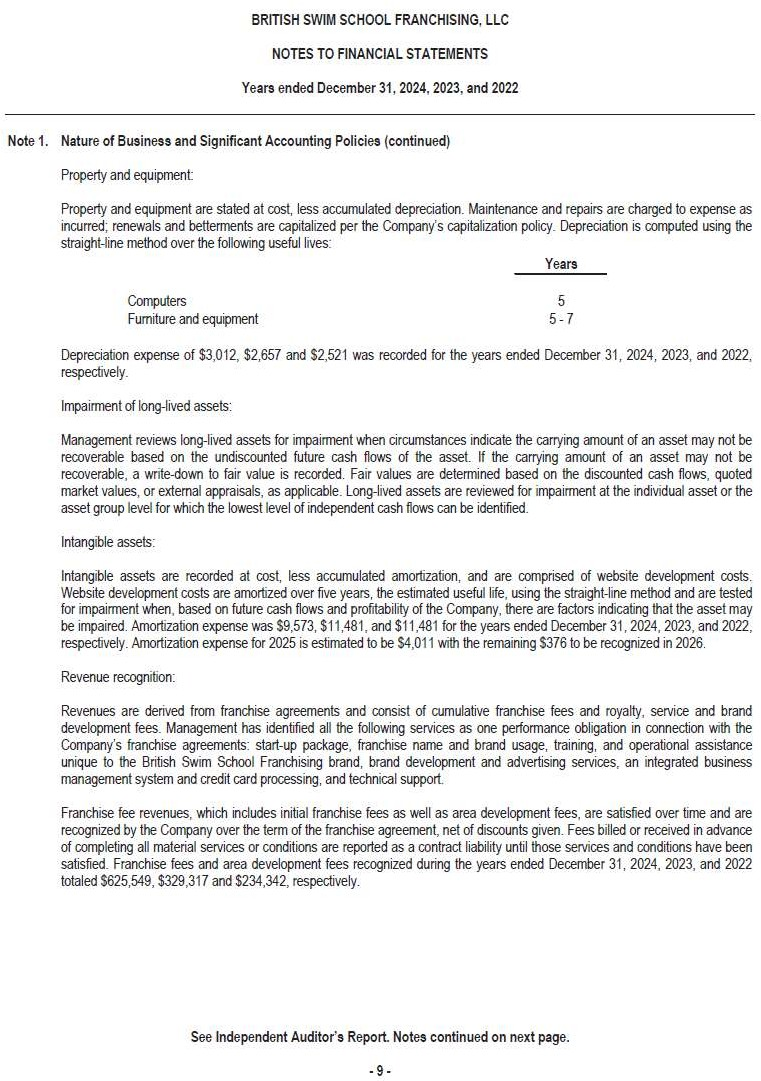 BRITISH SWIM SCHOOL FRANCHISING, LLC
NOTES TO FINANCIAL STATEMENTS
Years ended December 31, 2024, 2023, and 2022
Note 1. Nature of Business and Significant Accounting Policies (continued)
Property and equipment:
Property and equipment are stated at cost, less accumulated depreciation. Maintenance and repairs are charged to expense as
incurred; renewals and betterments are capitalized per the Company's capitalization policy. Depreciation is computed using the
straight-line method over the following useful lives:
Years
Computers 5
Furniture and equipment 5 - 7
Depreciation expense of $3,012, $2,657 and $2,521 was recorded for the years ended December 31, 2024, 2023, and 2022,
respectively.
Impairment of long-lived assets:
Management reviews long-lived assets for impairment when circumstances indicate the carrying amount of an asset may not be
recoverable based on the undiscounted future cash flows of the asset. If the carrying amount of an asset may not be
recoverable, a write-down to fair value is recorded. Fair values are determined based on the discounted cash flows, quoted
market values, or external appraisals, as applicable. Long-lived assets are reviewed for impairment at the individual asset or the
asset group level for which the lowest level of independent cash flows can be identified.
Intangible assets:
Intangible assets are recorded at cost, less accumulated amortization, and are comprised of website development costs.
Website development costs are amortized over five years, the estimated useful life, using the straight-line method and are tested
for impairment when, based on future cash flows and profitability of the Company, there are factors indicating that the asset may
be impaired. Amortization expense was $9,573, $11,481, and $11,481 for the years ended December 31, 2024, 2023, and 2022,
respectively. Amortization expense for 2025 is estimated to be $4,011 with the remaining $376 to be recognized in 2026.
Revenue recognition:
Revenues are derived from franchise agreements and consist of cumulative franchise fees and royalty, service and brand
development fees. Management has identified all the following services as one performance obligation in connection with the
Company's franchise agreements: start-up package, franchise name and brand usage, training, and operational assistance
unique to the British Swim School Franchising brand, brand development and advertising services, an integrated business
management system and credit card processing, and technical support.
Franchise fee revenues, which includes initial franchise fees as well as area development fees, are satisfied over time and are
recognized by the Company over the term of the franchise agreement, net of discounts given. Fees billed or received in advance
of completing all material services or conditions are reported as a contract liability until those services and conditions have been
satisfied. Franchise fees and area development fees recognized during the years ended December 31, 2024, 2023, and 2022
totaled $625,549, $329,317 and $234,342, respectively.
See Independent Auditor's Report. Notes continued on next page.
- 9 -